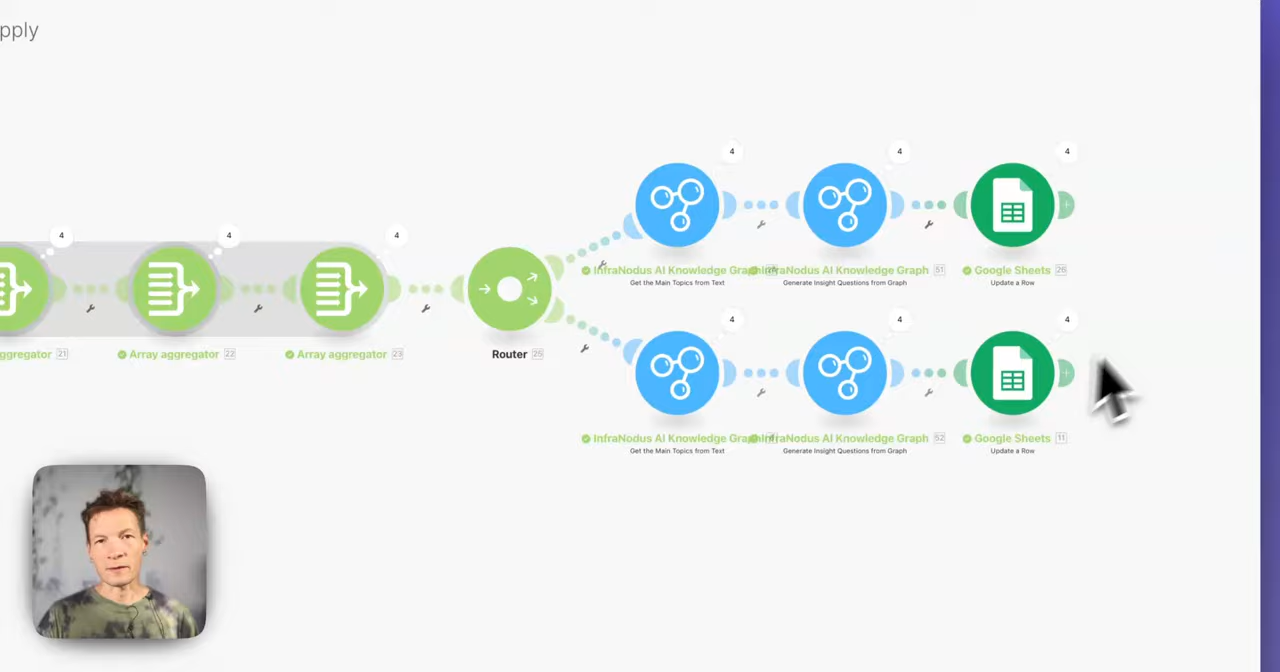 pply
4
4
4
InfraNodus AI Knowledge Graph
Get the Main Topics from Text
4
InfraNodus AI Knowledge Graph 51
Generate Insight Questions from Graph
4
Google Sheets 26
Update a Row
4
4
4
ggregator 21
Array aggregator 22
Array aggregator 23
Router 25
InfraNodus AI Knowledge Graph
Get the Main Topics from Text
4
InfraNodus AI Knowledge Graph 52
Generate Insight Questions from Graph
4
Google Sheets 11
Update a Row